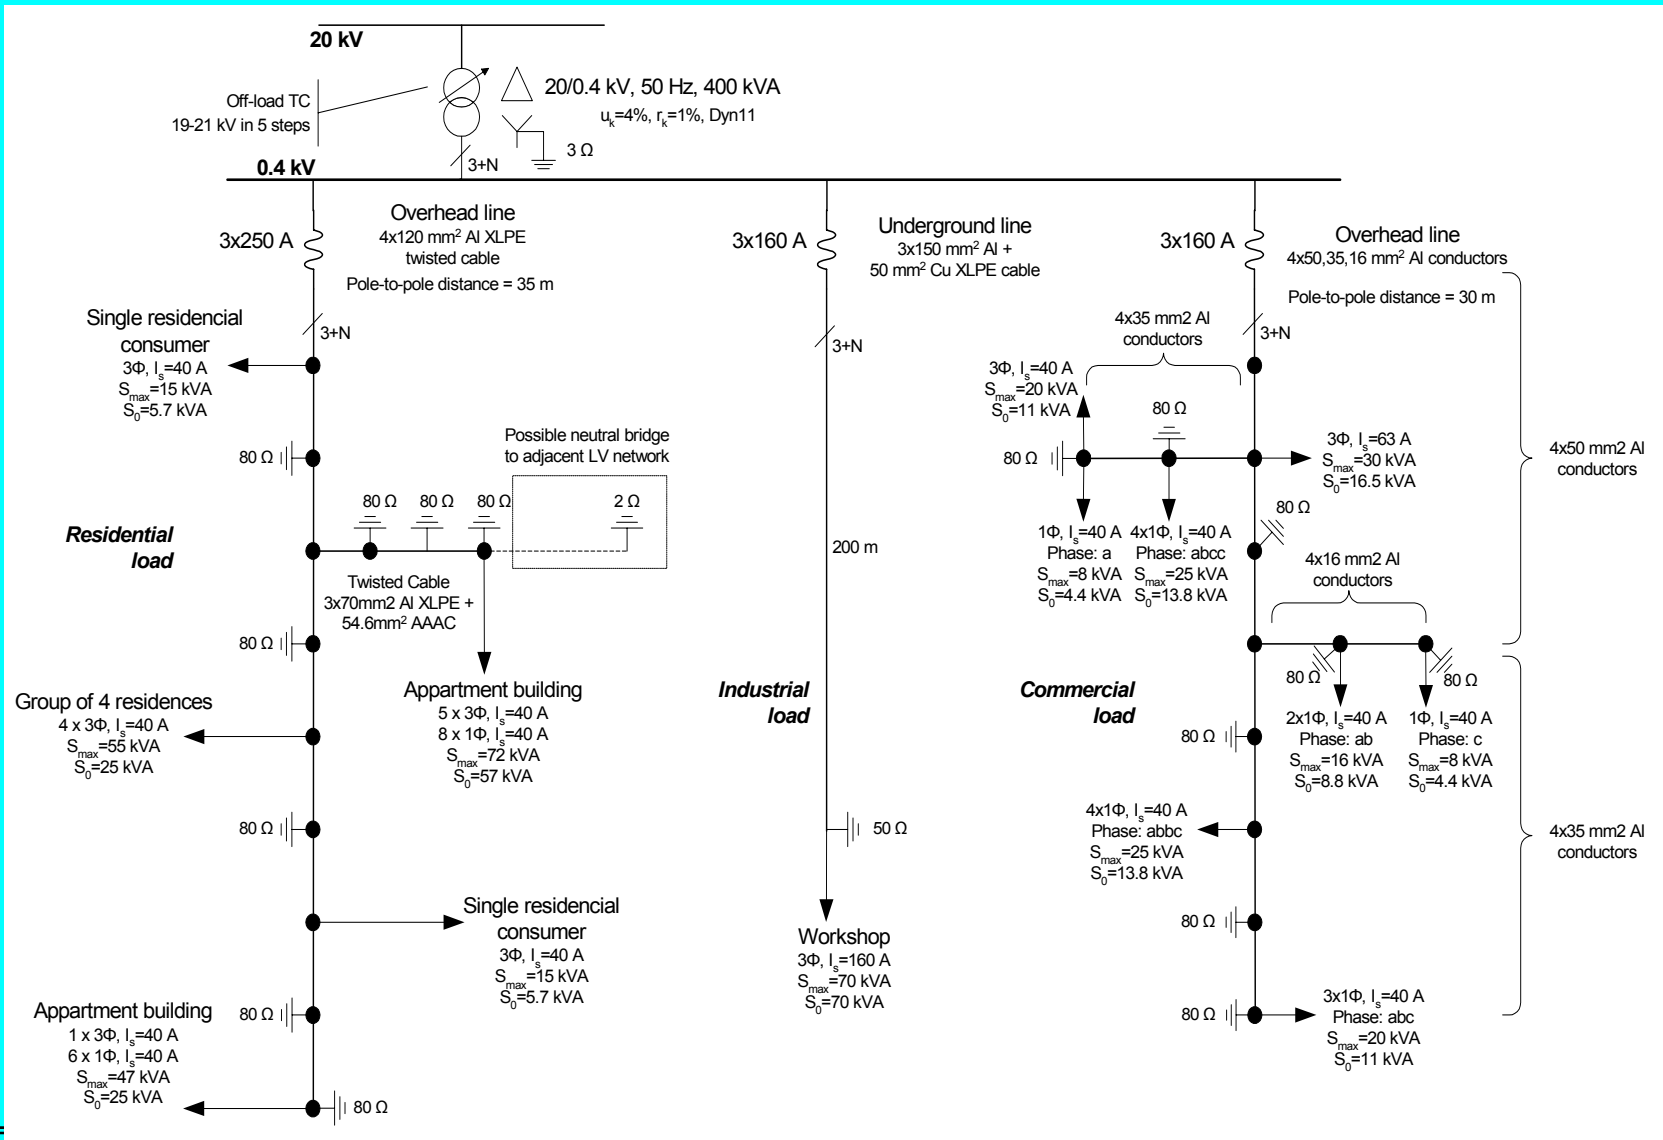 20 kV
Off-load TC
19-21 kV in 5 steps
20/0.4 kV, 50 Hz, 400 kVA
uk=4%, rk=1%, Dyn11
3 Ω
3+N
0.4 kV
3x250 A
Overhead line
4x120 mm² Al XLPE
twisted cable
Pole-to-pole distance = 35 m
3+N
Single residencial
consumer
3Φ, Is=40 A
Smax=15 kVA
S0=5.7 kVA
80 Ω
Possible neutral bridge
to adjacent LV network
80 Ω
80 Ω
80 Ω
2 Ω
Residential
load
Twisted Cable
3x70mm2 Al XLPE +
54.6mm² AAAC
80 Ω
Appartment building
5 x 3Φ, Is=40 A
8 x 1Φ, Is=40 A
Smax=72 kVA
S0=57 kVA
Group of 4 residences
4 x 3Φ, Is=40 A
Smax=55 kVA
S0=25 kVA
80 Ω
Single residencial
consumer
3Φ, Is=40 A
Smax=15 kVA
S0=5.7 kVA
80 Ω
Appartment building
1 x 3Φ, Is=40 A
6 x 1Φ, Is=40 A
Smax=47 kVA
S0=25 kVA
80 Ω
3x160 A
Underground line
3x150 mm² Al +
50 mm² Cu XLPE cable
3+N
200 m
Industrial
load
50 Ω
Workshop
3Φ, Is=160 A
Smax=70 kVA
S0=70 kVA
3x160 A
Overhead line
4x50,35,16 mm² Al conductors
Pole-to-pole distance = 30 m
3+N
4x35 mm2 Al
conductors
3Φ, Is=40 A
Smax=20 kVA
S0=11 kVA
80 Ω
80 Ω
3Φ, Is=63 A
Smax=30 kVA
S0=16.5 kVA
4x50 mm2 Al
conductors
80 Ω
1Φ, Is=40 A
Phase: a
Smax=8 kVA
S0=4.4 kVA
4x1Φ, Is=40 A
Phase: abcc
Smax=25 kVA
S0=13.8 kVA
4x16 mm2 Al
conductors
80 Ω
80 Ω
Commercial
load
2x1Φ, Is=40 A
Phase: ab
Smax=16 kVA
S0=8.8 kVA
1Φ, Is=40 A
Phase: c
Smax=8 kVA
S0=4.4 kVA
80 Ω
4x1Φ, Is=40 A
Phase: abbc
Smax=25 kVA
S0=13.8 kVA
4x35 mm2 Al
conductors
80 Ω
80 Ω
3x1Φ, Is=40 A
Phase: abc
Smax=20 kVA
S0=11 kVA